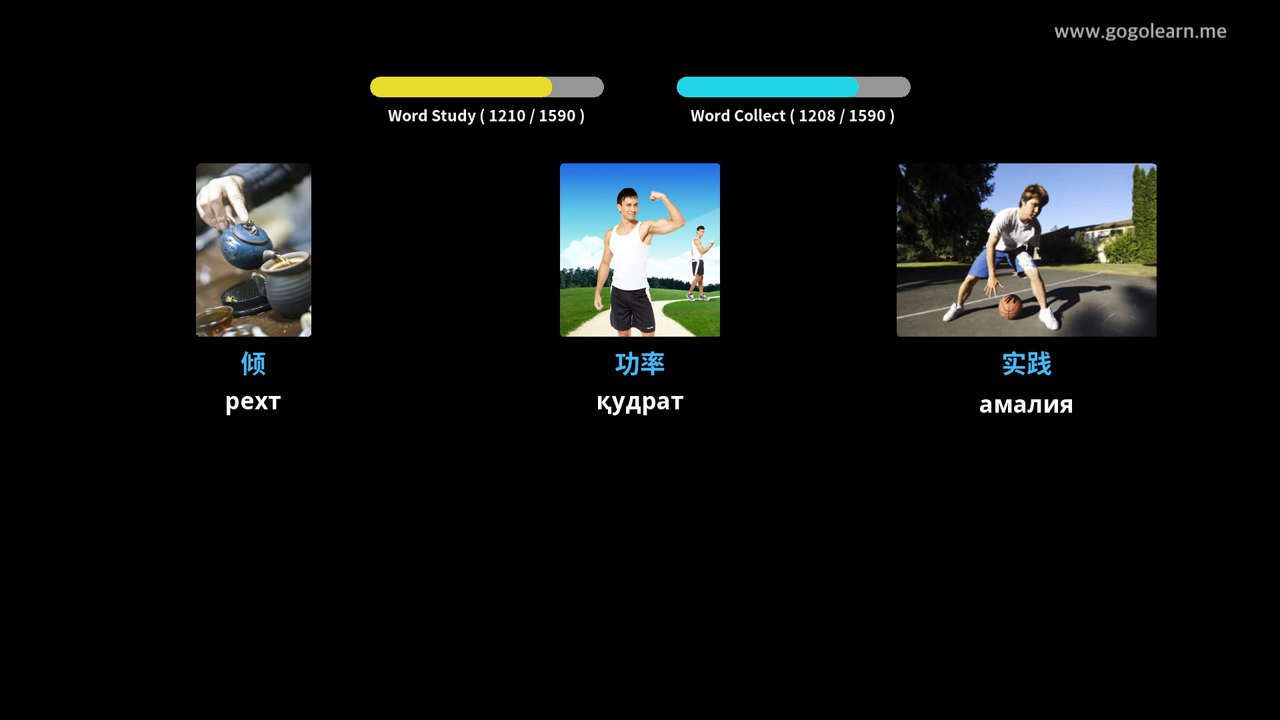 www.gogolearn.me
Word Study ( 1210 / 1590 )
Word Collect ( 1208 / 1590 )
倾
功率
实践
рехт
қудрат
амалия